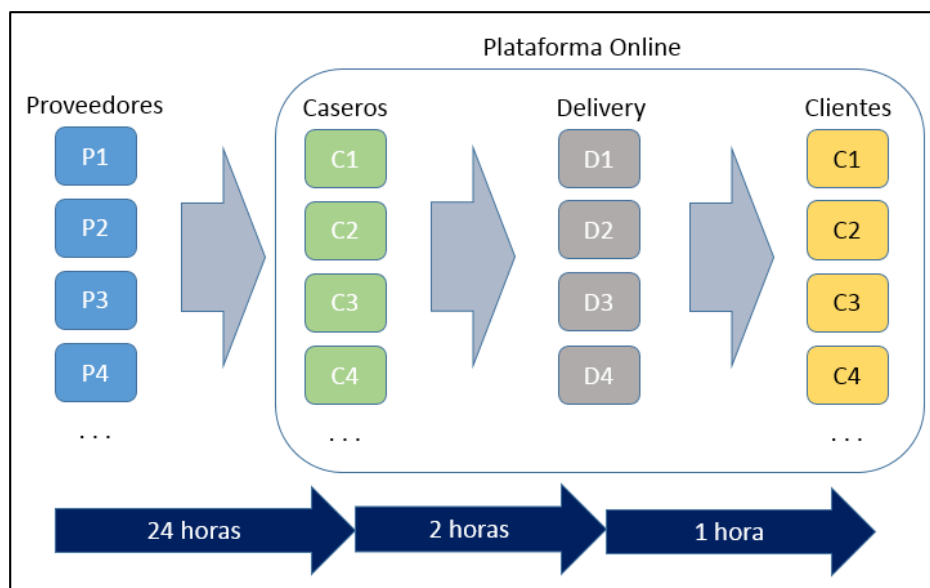 Plataforma Online
Proveedores
Caseros
Delivery
Clientes
P1
C1
D1
C1
P2
C2
D2
C2
P3
C3
D3
C3
P4
C4
D4
C4
. . .
. . .
. . .
24 horas
2 horas
1 hora